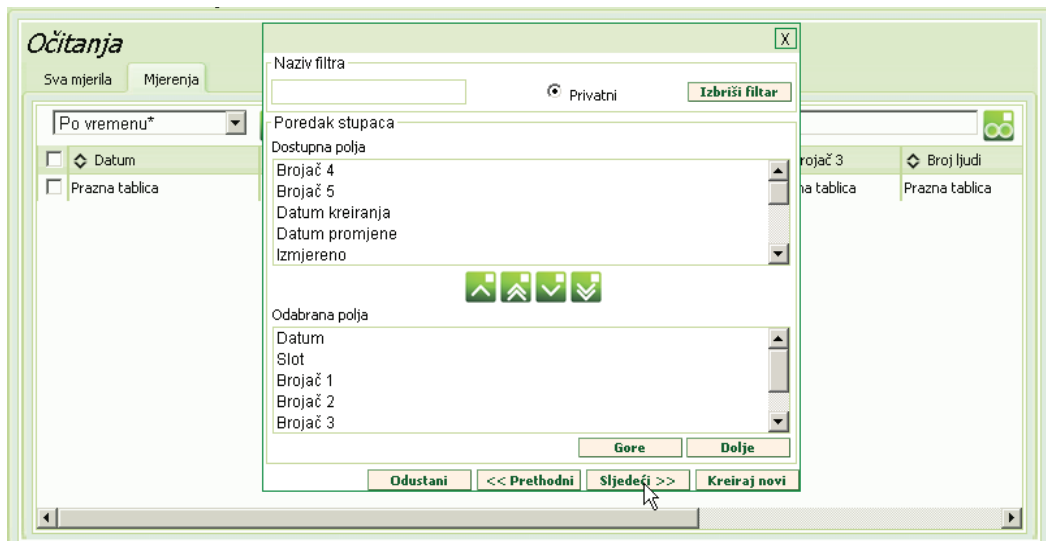 Očitanja
Sva mjerila
Mjerenja
Po vremenu*
Datum
rojač 3
Broj ljudi
Prazna tablica
na tablica
Prazna tablica
X
Naziv filtra
Privatni
Izbriši filtar
Poredak stupaca
Dostupna polja
Brojač 4
Brojač 5
Datum kreiranja
Datum promjene
Izmjereno
Odabrana polja
Datum
Slot
Brojač 1
Brojač 2
Brojač 3
Gore
Dolje
Odustani
<< Prethodni
Sljedeći >>
Kreiraj novi